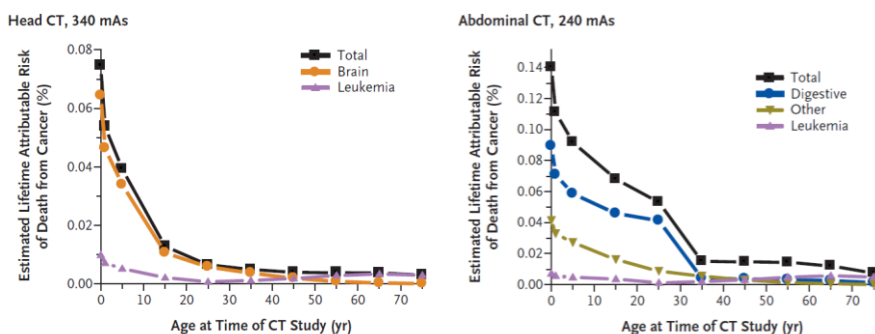 Head CT, 340 mAs
Estimated Lifetime Attributable Risk
of Death from Cancer (%)
0.08
0.06
0.04
0.02
0.00
Total
Brain
Leukemia
0 10 20 30 40 50 60 70
Age at Time of CT Study (yr)
Abdominal CT, 240 mAs
Estimated Lifetime Attributable Risk
of Death from Cancer (%)
0.14
0.12
0.10
0.08
0.06
0.04
0.02
0.00
Total
Digestive
Other
Leukemia
0 10 20 30 40 50 60 70
Age at Time of CT Study (yr)